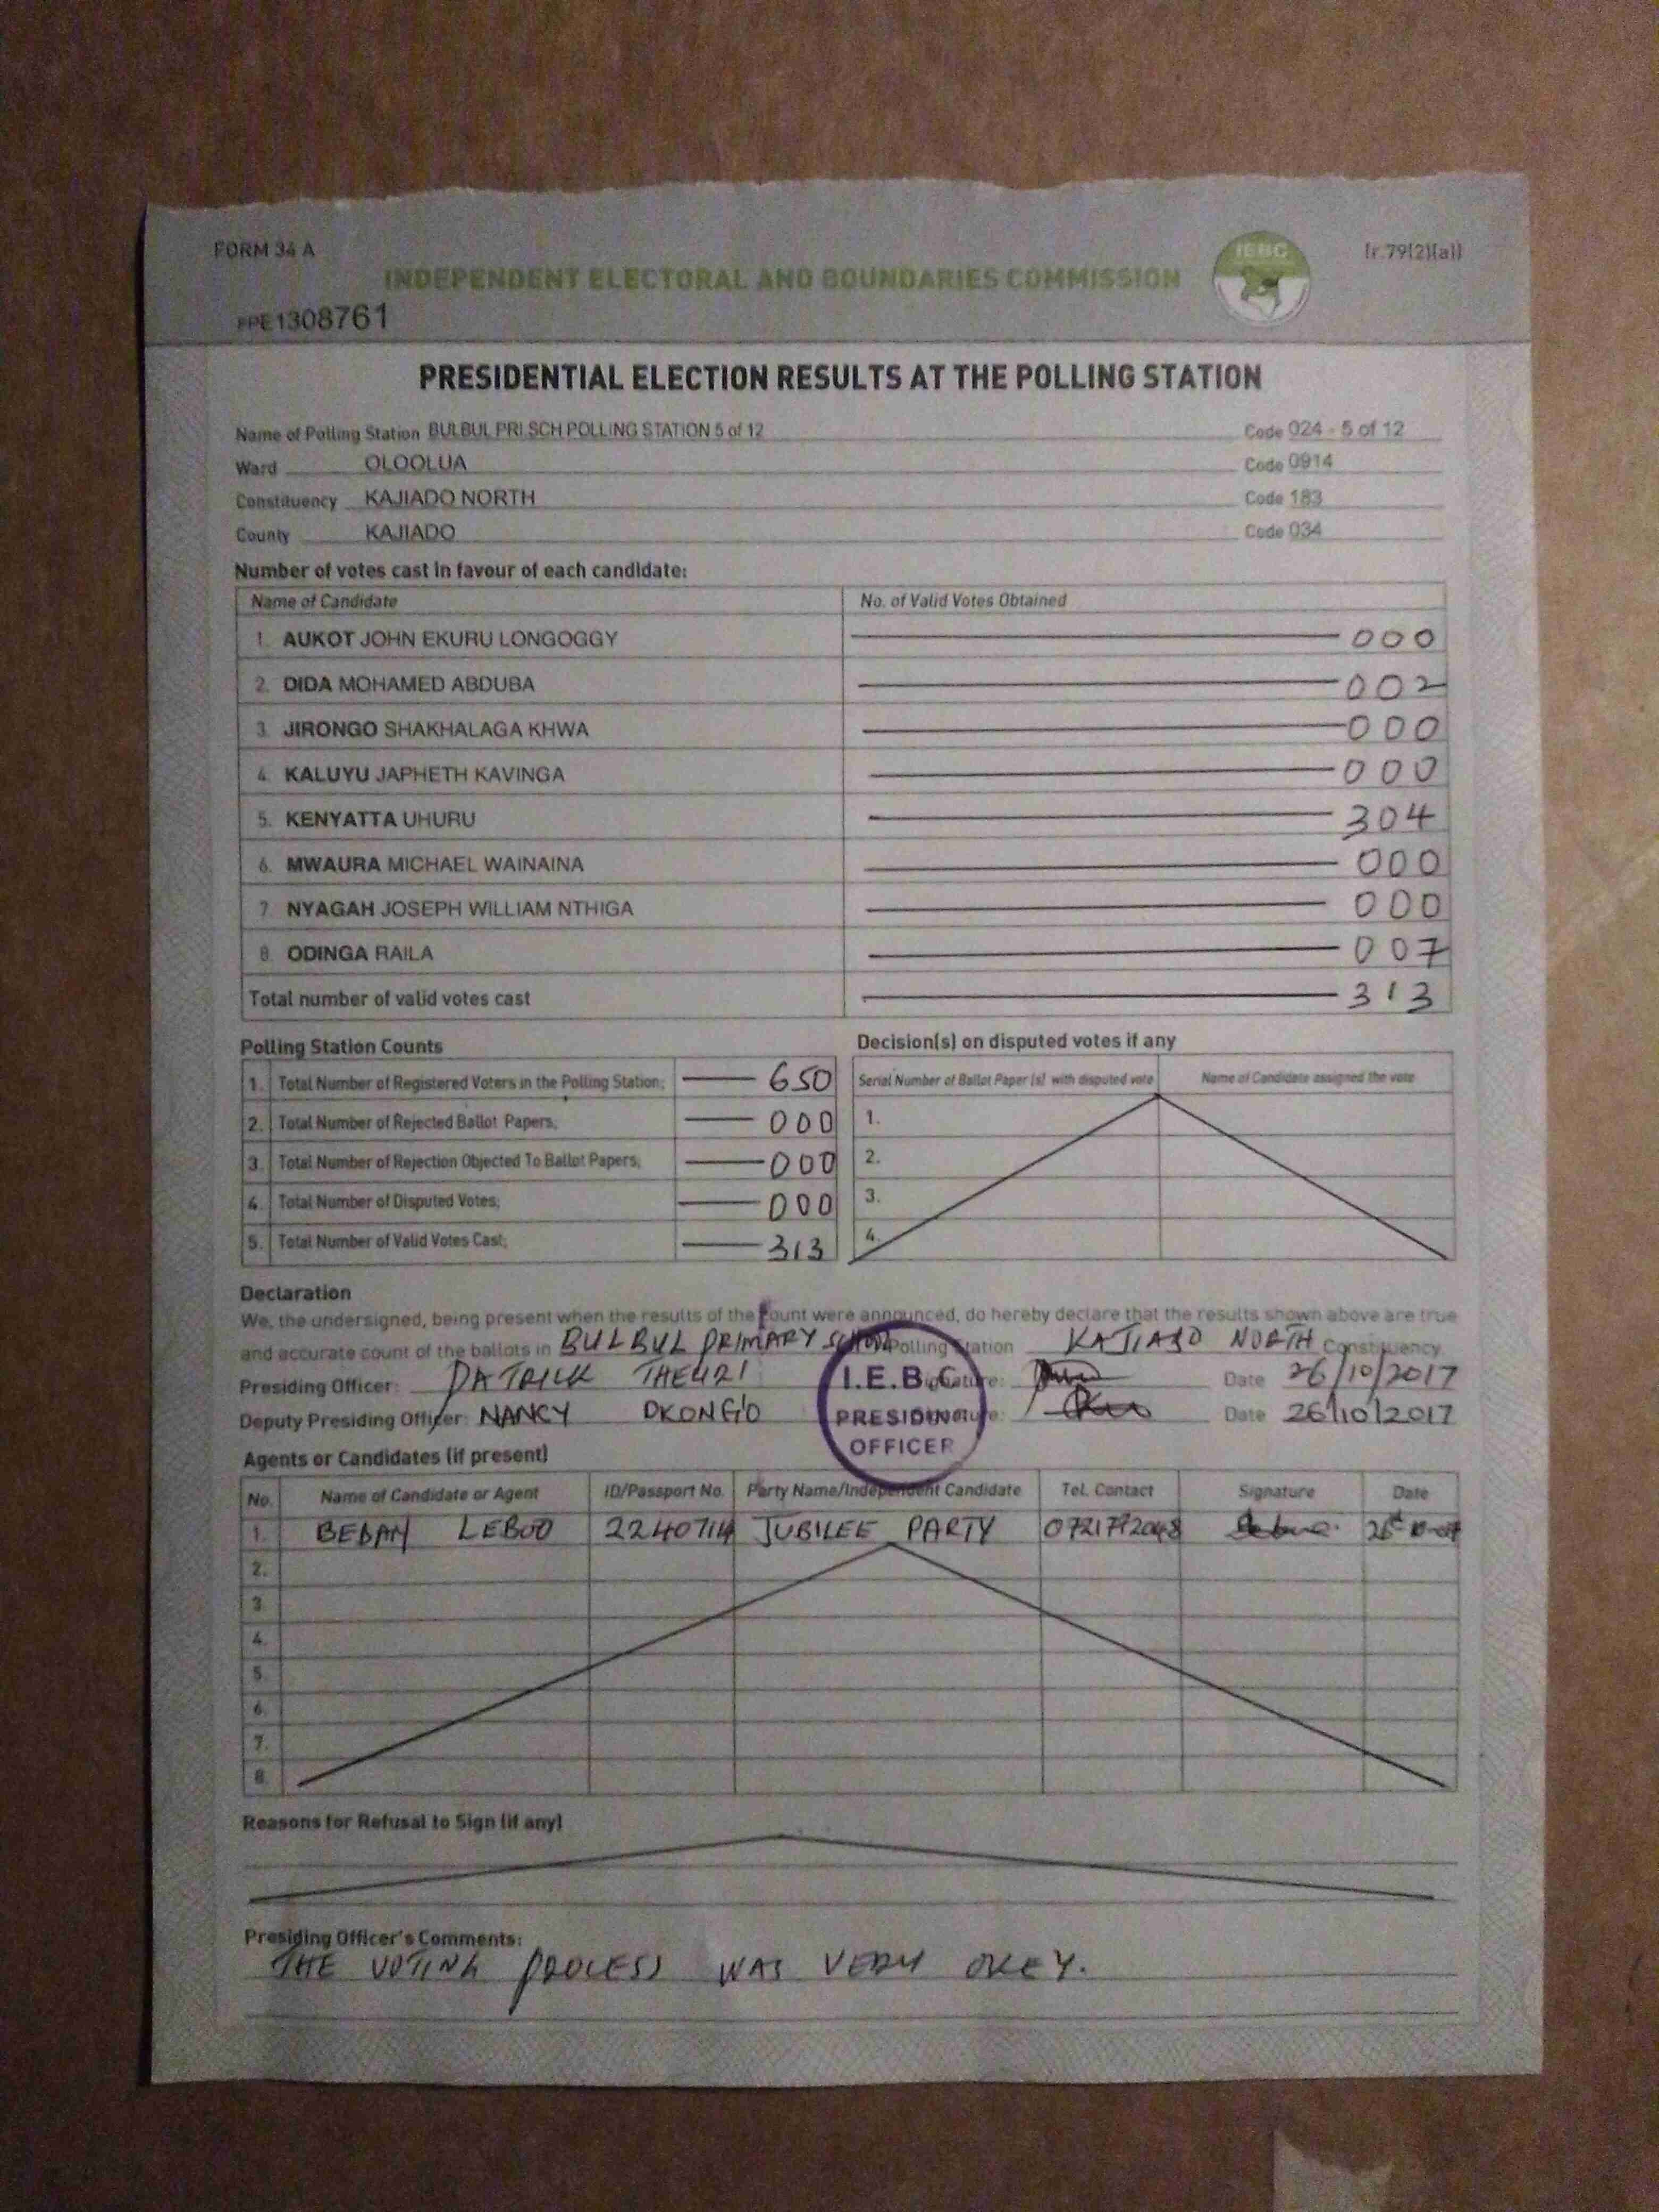 FORM 34 A
(r.79(2)(a))
IEBC
INDEPENDENT ELECTORAL AND BOUNDARIES COMMISSION
PPE1308761
PRESIDENTIAL ELECTION RESULTS AT THE POLLING STATION
Name of Polling Station BULBUL PRI SCH POLLING STATION 5 of 12 Code 024 - 5 of 12
Ward OLOOLUA Code 0914
Constituency KAJIADO NORTH Code 183
County KAJIADO Code 034
Number of votes cast in favour of each candidate:
Name of Candidate No. of Valid Votes Obtained
1. AUKOT JOHN EKURU LONGOGGY 000
2. DIDA MOHAMED ABDUBA 002
3. JIRONGO SHAKHALAGA KHWA 000
4. KALUYU JAPHETH KAVINGA 000
5. KENYATTA UHURU 304
6. MWAURA MICHAEL WAINAINA 000
7. NYAGAH JOSEPH WILLIAM NTHIGA 000
8. ODINGA RAILA 007
Total number of valid votes cast 313
Polling Station Counts
1. Total Number of Registered Voters in the Polling Station; 650
2. Total Number of Rejected Ballot Papers; 000
3. Total Number of Rejection Objected To Ballot Papers; 000
4. Total Number of Disputed Votes; 000
5. Total Number of Valid Votes Cast; 313
Decision(s) on disputed votes if any
Serial Number of Ballot Paper (s) with disputed vote Name of Candidate assigned the vote
1.
2.
3.
4.
Declaration
We, the undersigned, being present when the results of the count were announced, do hereby declare that the results shown above are true
and accurate count of the ballots in BULBUL PRIMARY Polling Station KAJIADO NORTH Constituency
Presiding Officer: PATRICK THEURI Signature: Date 26/10/2017
Deputy Presiding Officer: NANCY OKONGO Signature: Date 26/10/2017
I.E.B.C
PRESIDING
OFFICER
Agents or Candidates (if present)
No. Name of Candidate or Agent ID/Passport No. Party Name/Independent Candidate Tel. Contact Signature Date
1. LEBOO JUBILEE PARTY
2.
3.
4.
5.
6.
7.
8.
Reasons for Refusal to Sign (if any)
Presiding Officer's Comments:
THE VOTING PROCESS WAS VERY OKEY.